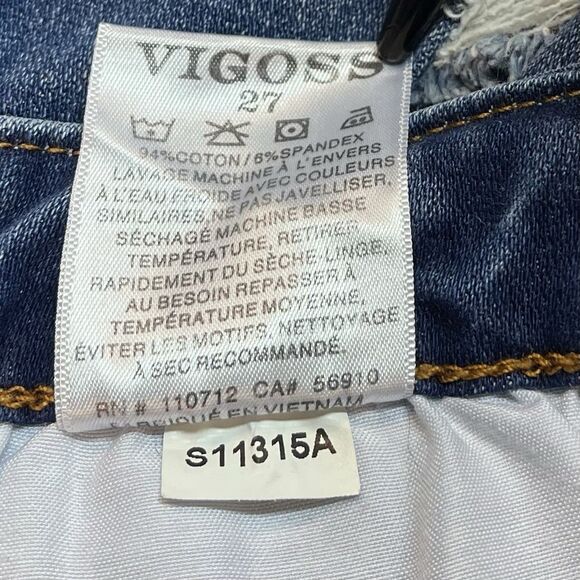 VIGOSS
27
94%COTON/6%SPANDEX
LAVAGE MACHINE À L'ENVERS
À L'EAU FROIDE AVEC COULEURS
SIMILAIRES, NE PAS JAVELLISER,
SÉCHAGÉ MACHINE BASSE
TEMPÉRATURE, RETIRER
RAPIDEMENT DU SÈCHE-LINGE,
AU BESOIN REPASSER À
TEMPÉRATURE MOYENNE,
ÉVITER LES MOTIFS, NETTOYAGE
À SEC RECOMMANDÉ.
RN # 110712 CA# 56910
FABRIQUÉ EN VIETNAM
S11315A